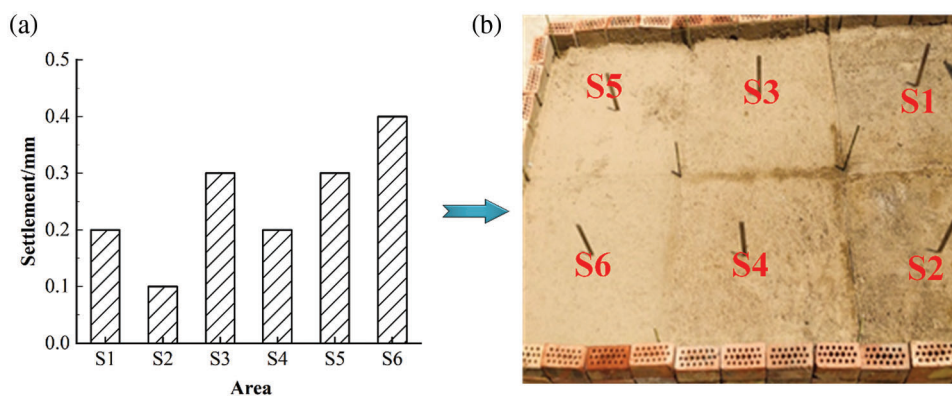 (a)
(b)
0.5
0.4
0.3
0.2
0.1
0.0
Settlement/mm
S1 S2 S3 S4 S5 S6
Area
S5 S3 S1
S6 S4 S2